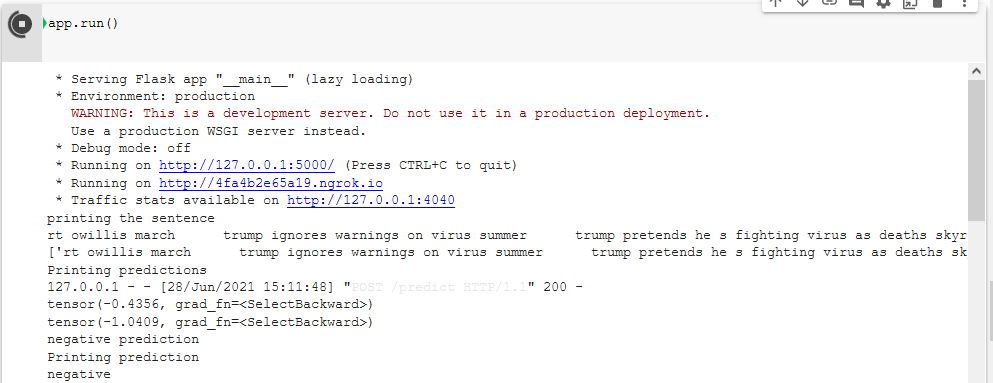 app.run()
* Serving Flask app "__main__" (lazy loading)
* Environment: production
WARNING: This is a development server. Do not use it in a production deployment.
Use a production WSGI server instead.
* Debug mode: off
* Running on http://127.0.0.1:5000/ (Press CTRL+C to quit)
* Running on http://4fa4b2e65a19.ngrok.io
* Traffic stats available on http://127.0.0.1:4040
printing the sentence
rt owillis march      trump ignores warnings on virus summer      trump pretends he s fighting virus as deaths skyr
['rt owillis march      trump ignores warnings on virus summer      trump pretends he s fighting virus as deaths sk
Printing predictions
127.0.0.1 - - [28/Jun/2021 15:11:48] "POST /predict HTTP/1.1" 200 -
tensor(-0.4356, grad_fn=<SelectBackward>)
tensor(-1.0409, grad_fn=<SelectBackward>)
negative prediction
Printing prediction
negative